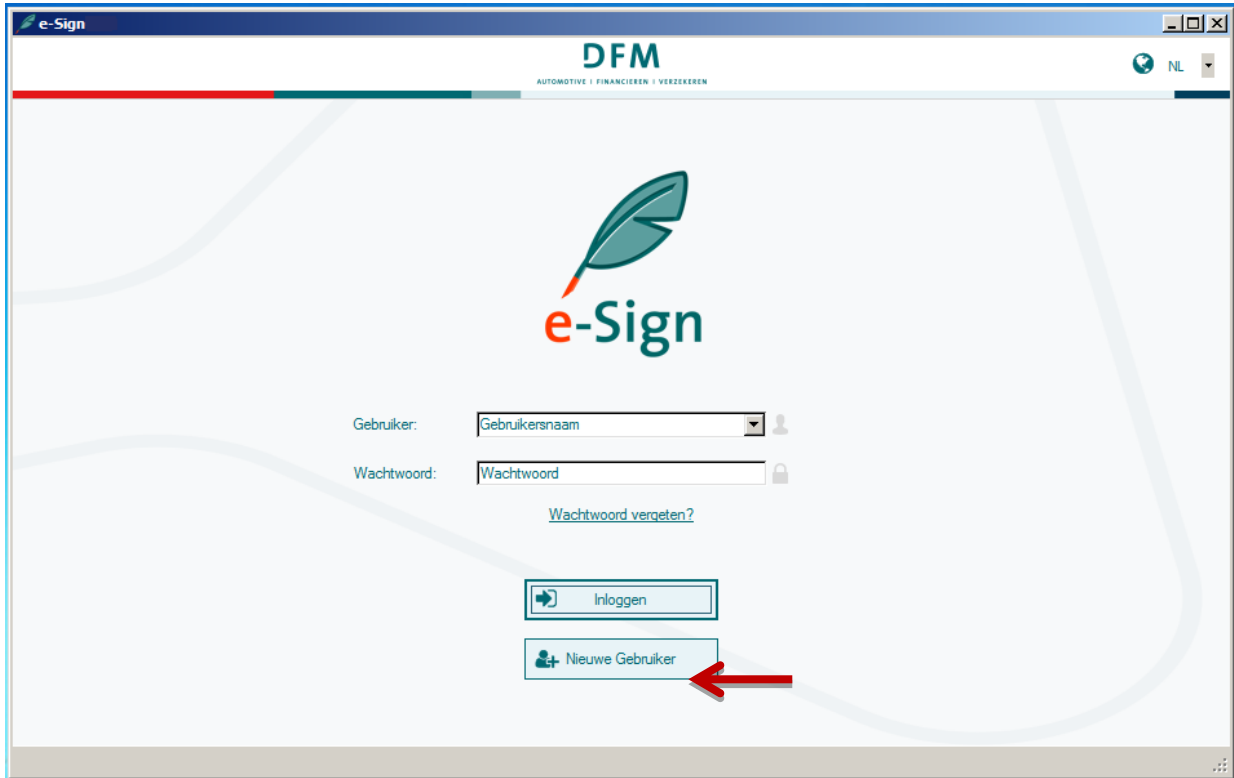 e-Sign
DFM
AUTOMOTIVE | FINANCIEREN | VERZEKEREN
NL
e-Sign
Gebruiker:
Gebruikersnaam
Wachtwoord:
Wachtwoord
Wachtwoord vergeten?
Inloggen
Nieuwe Gebruiker